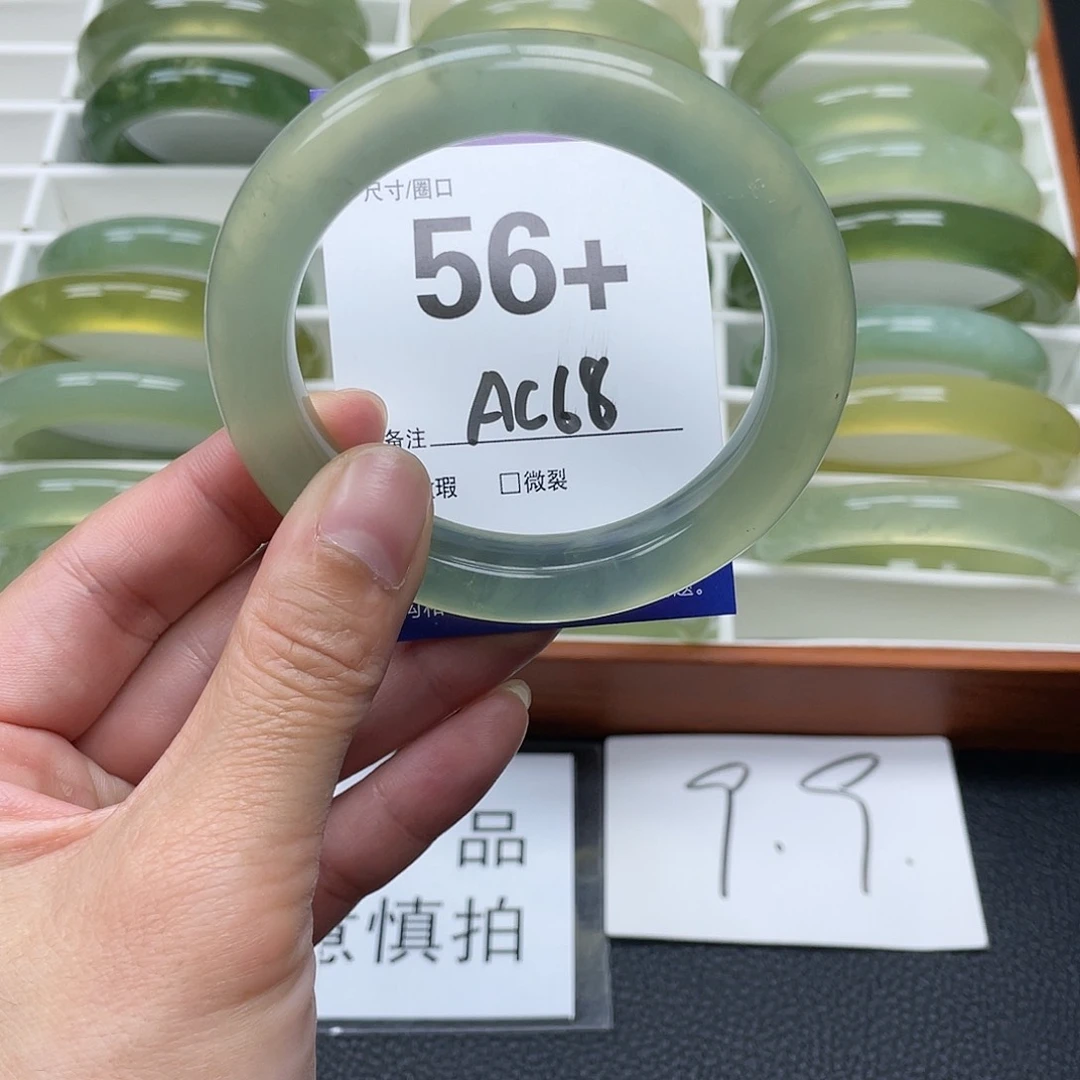 尺寸/圈口
56+
AC68
备注
瑕 □微裂
品
慎拍
9.9.